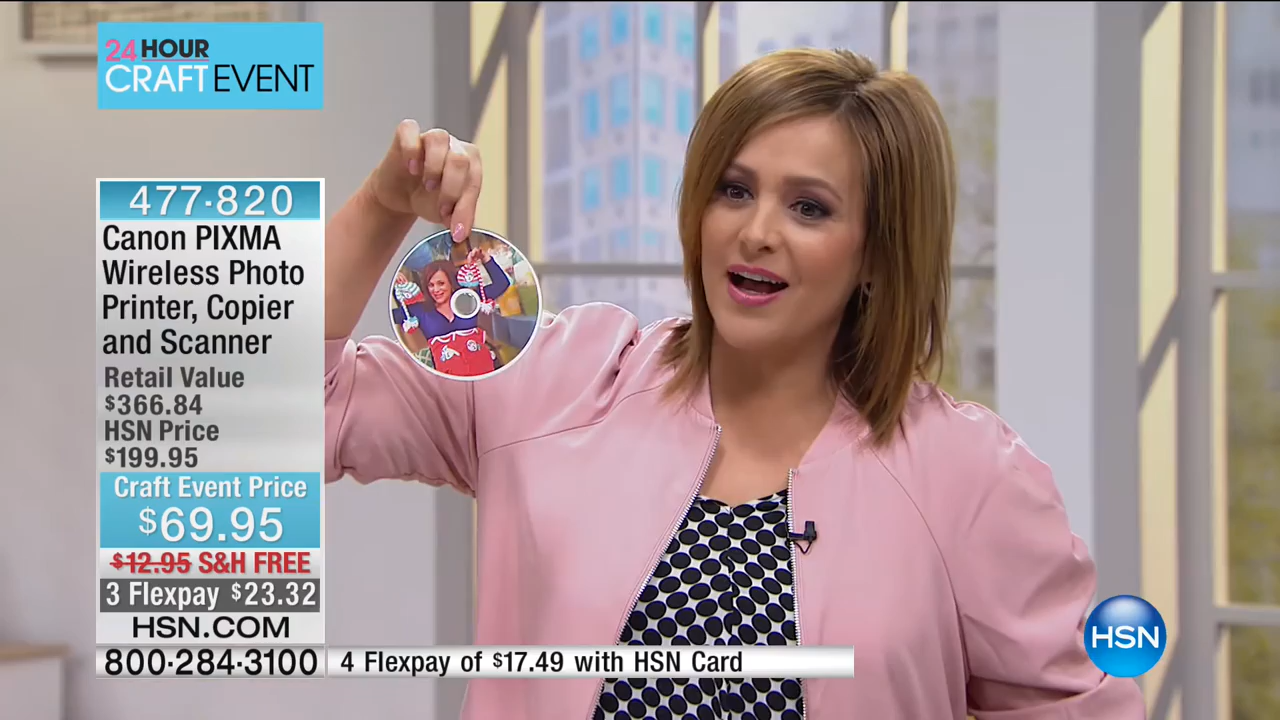 24 HOUR
CRAFT EVENT
477-820
Canon PIXMA
Wireless Photo
Printer, Copier
and Scanner
Retail Value
$366.84
HSN Price
$199.95
Craft Event Price
$69.95
$12.95 S&H FREE
3 Flexpay $23.32
HSN.COM
800-284-3100
4 Flexpay of $17.49 with HSN Card
HSN